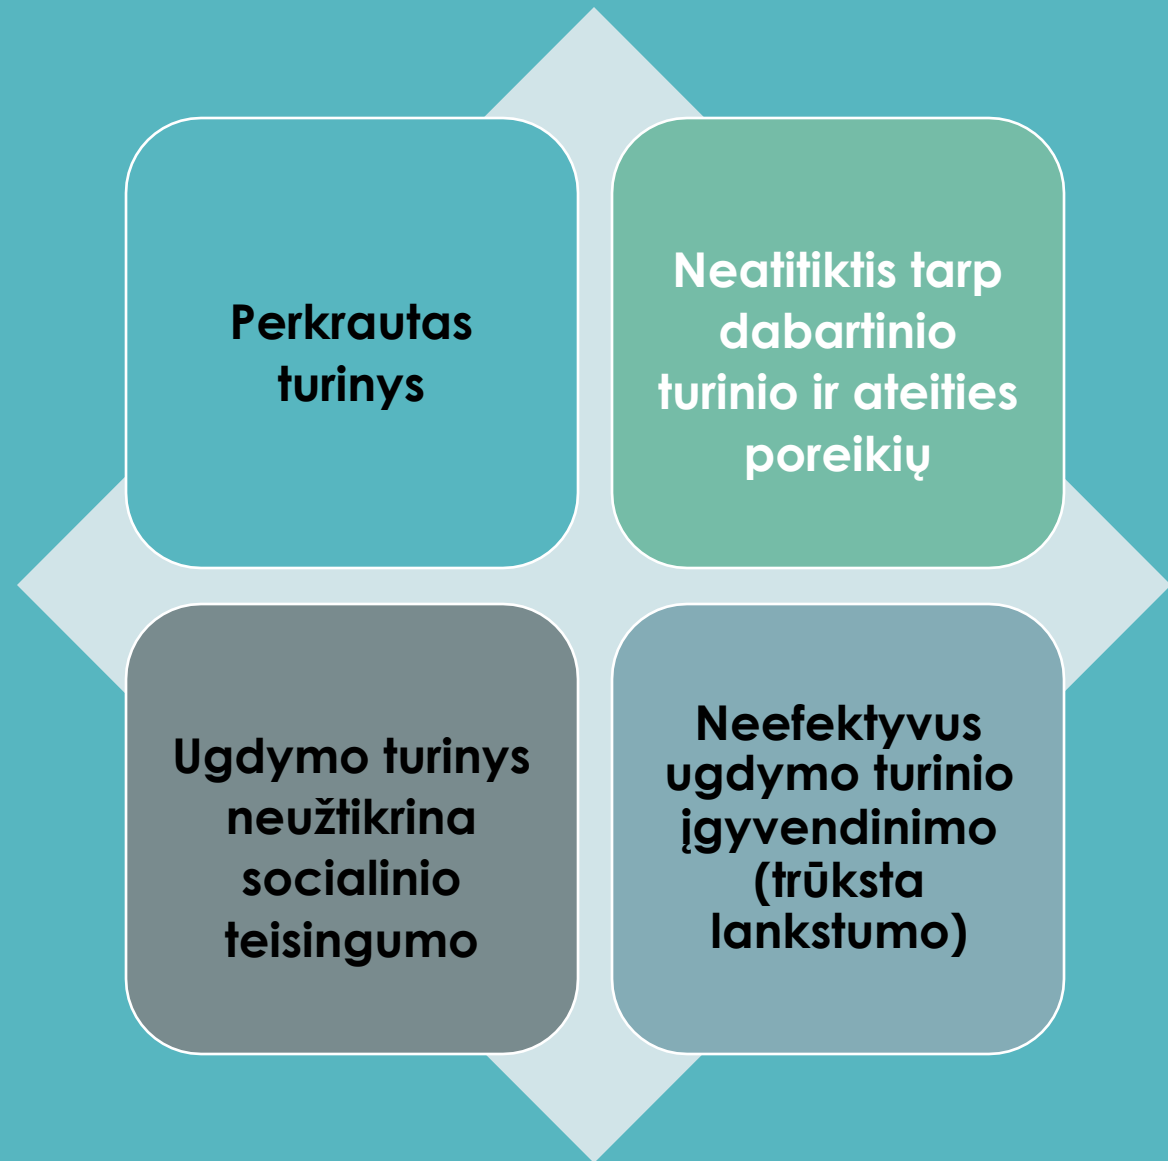 Perkrautas
turinys
Neatitiktis tarp
dabartinio
turinio ir ateities
poreikių
Ugdymo turinys
neužtikrina
socialinio
teisingumo
Neefektyvus
ugdymo turinio
įgyvendinimo
(trūksta
lankstumo)